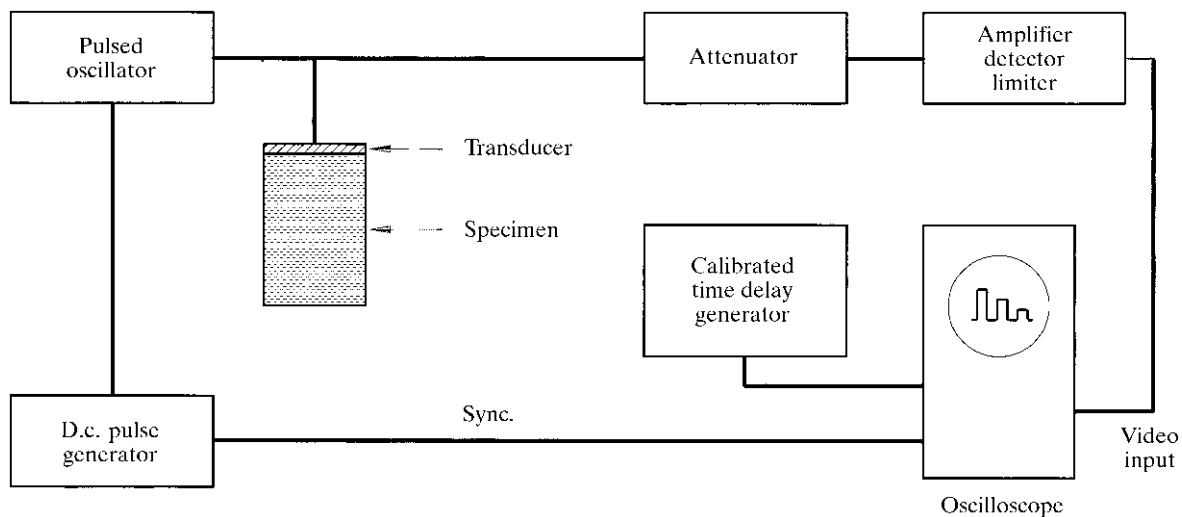 Pulsed
oscillator
Attenuator
Amplifier
detector
limiter
Transducer
Specimen
Calibrated
time delay
generator
D.c. pulse
generator
Sync.
Video
input
Oscilloscope